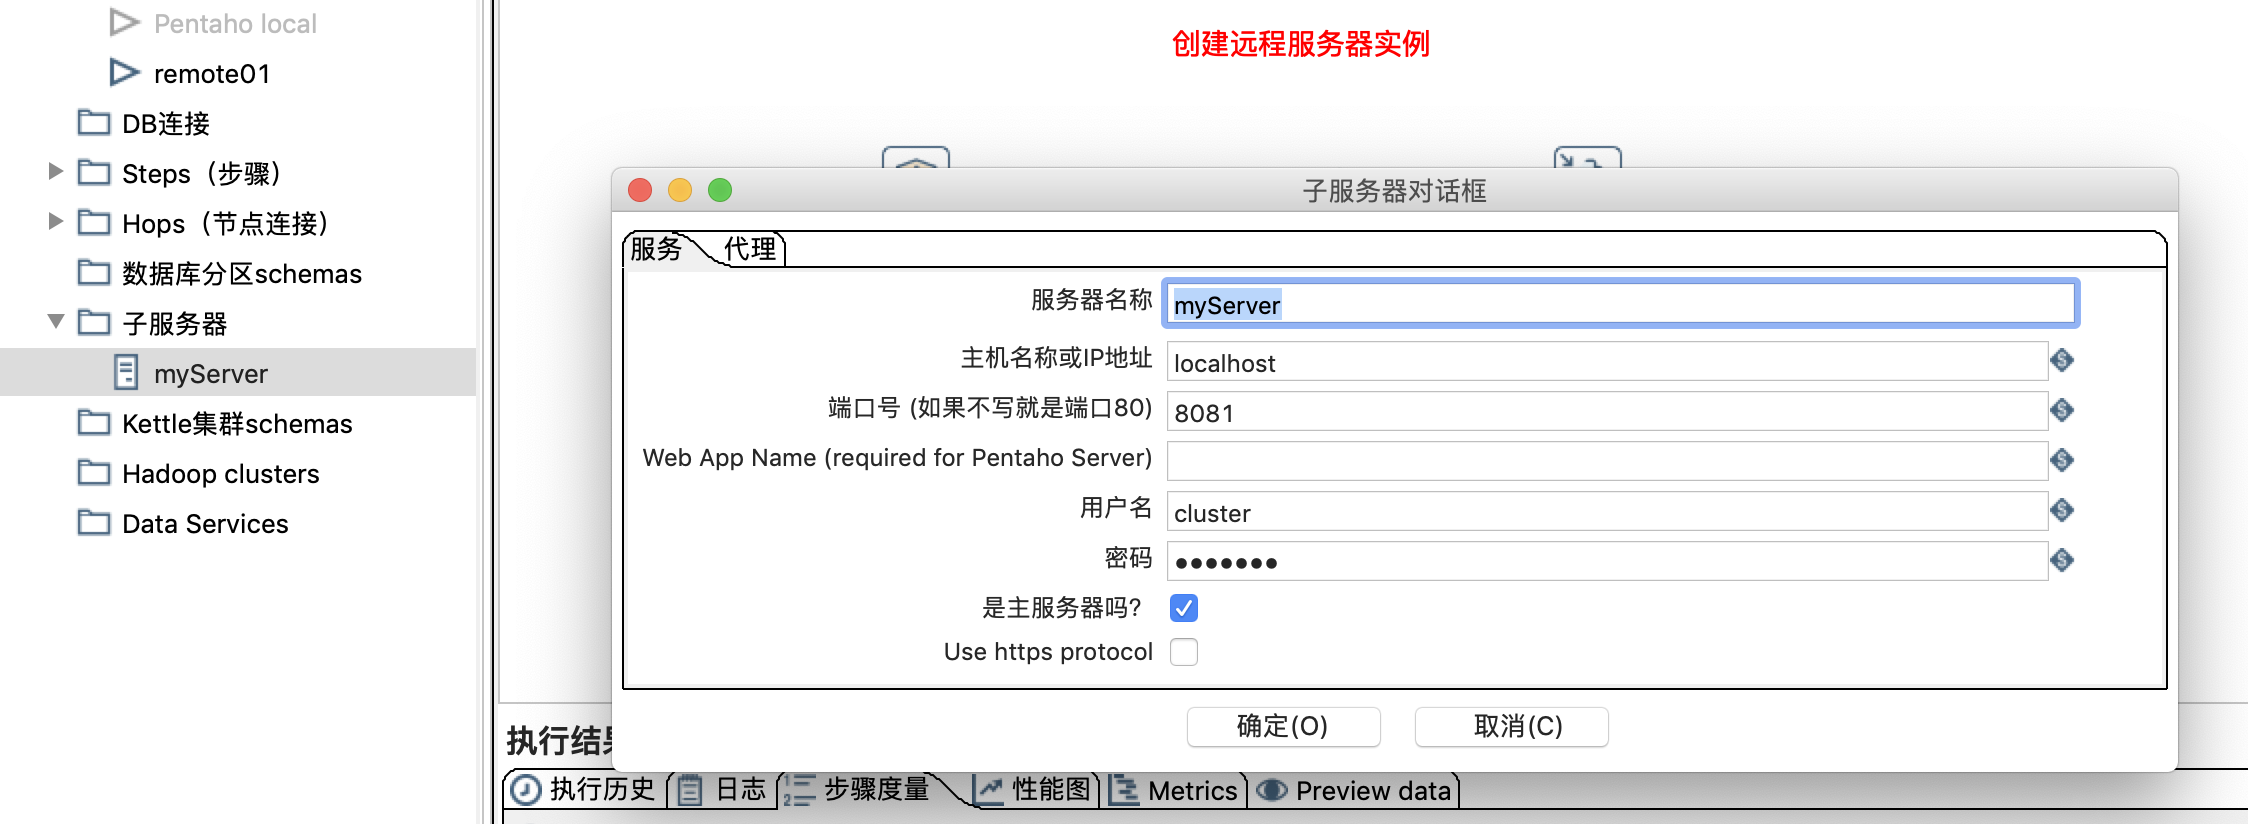 Pentaho local
remote01
DB连接
Steps（步骤）
Hops（节点连接）
数据库分区schemas
子服务器
myServer
Kettle集群schemas
Hadoop clusters
Data Services
创建远程服务器实例
子服务器对话框
服务 代理
服务器名称 myServer
主机名称或IP地址 localhost
端口号 (如果不写就是端口80) 8081
Web App Name (required for Pentaho Server)
用户名 cluster
密码 •••••••
是主服务器吗?
Use https protocol
确定(O) 取消(C)
执行结果
执行历史 日志 步骤度量 性能图 Metrics Preview data